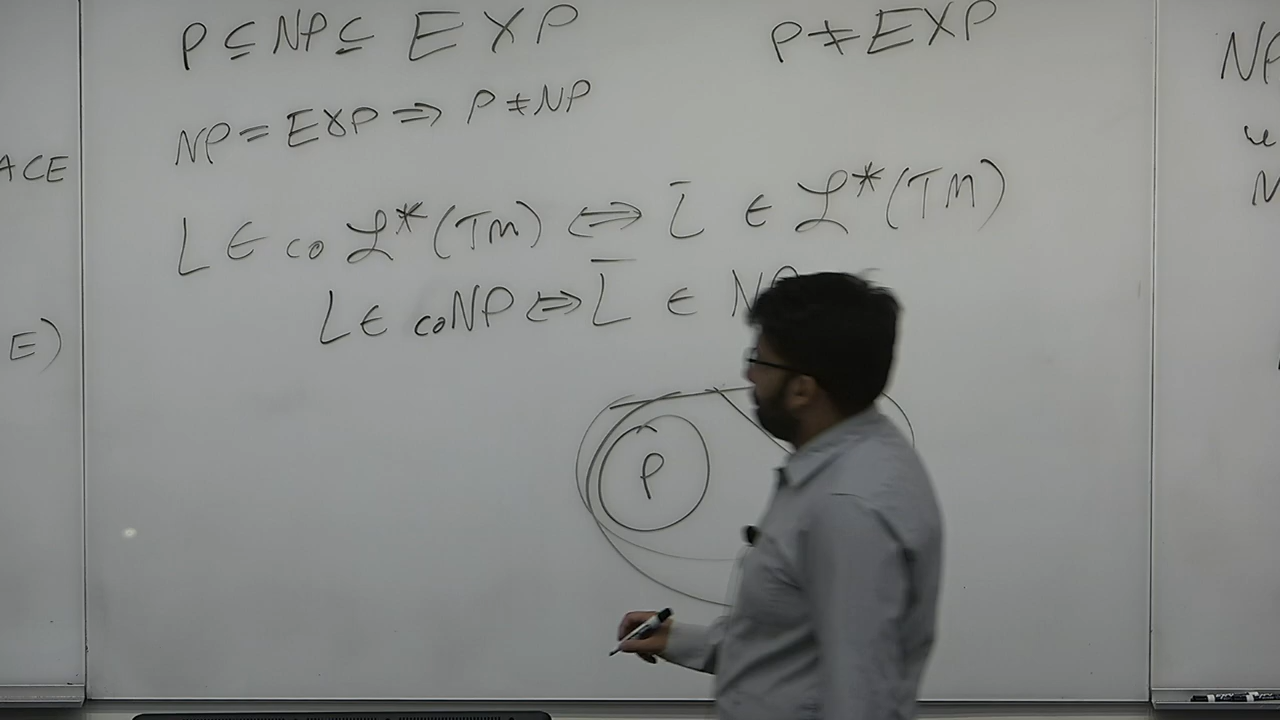 P ⊆ NP ⊆ EXP
P ≠ EXP
NP = EXP ⇒ P ≠ NP
L ∈ co ℒ*(TM) ⇔ L̅ ∈ ℒ*(TM)
L ∈ coNP ⇔ L̅ ∈ NP
P
ACE
E)
NP
N